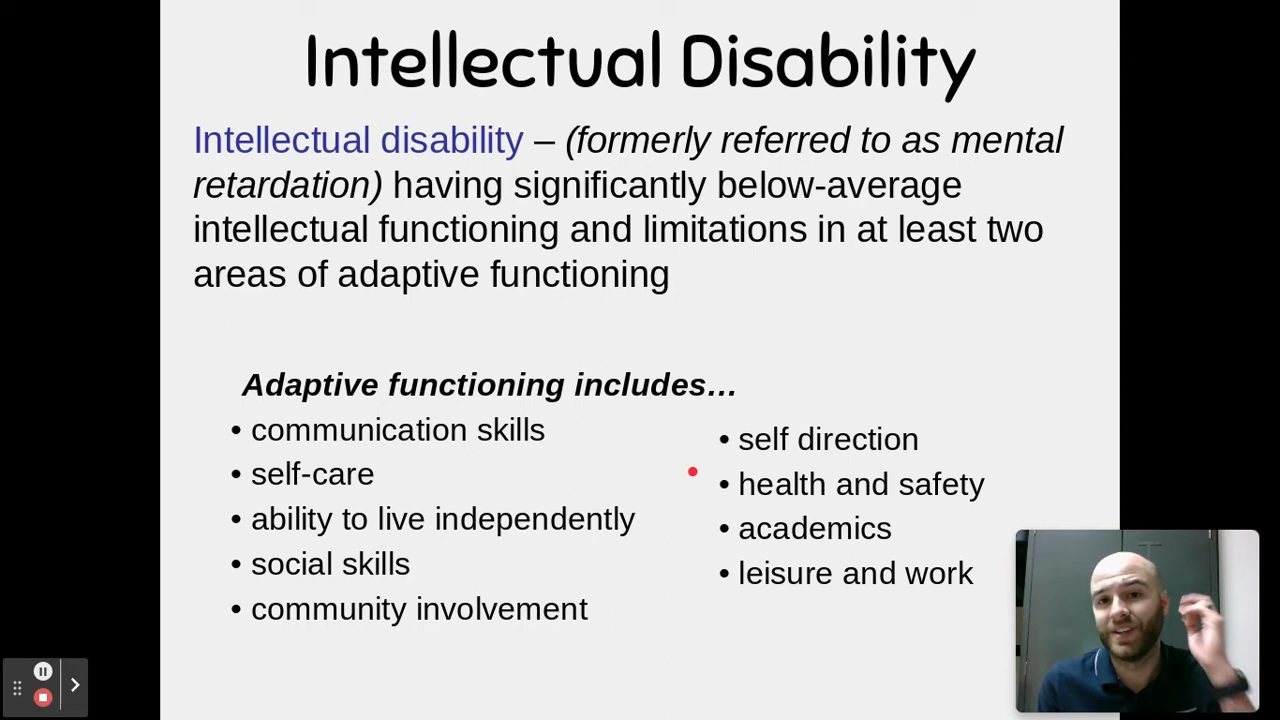 Intellectual Disability
Intellectual disability – (formerly referred to as mental
retardation) having significantly below-average
intellectual functioning and limitations in at least two
areas of adaptive functioning
Adaptive functioning includes…
• communication skills
• self-care
• ability to live independently
• social skills
• community involvement
• self direction
• health and safety
• academics
• leisure and work